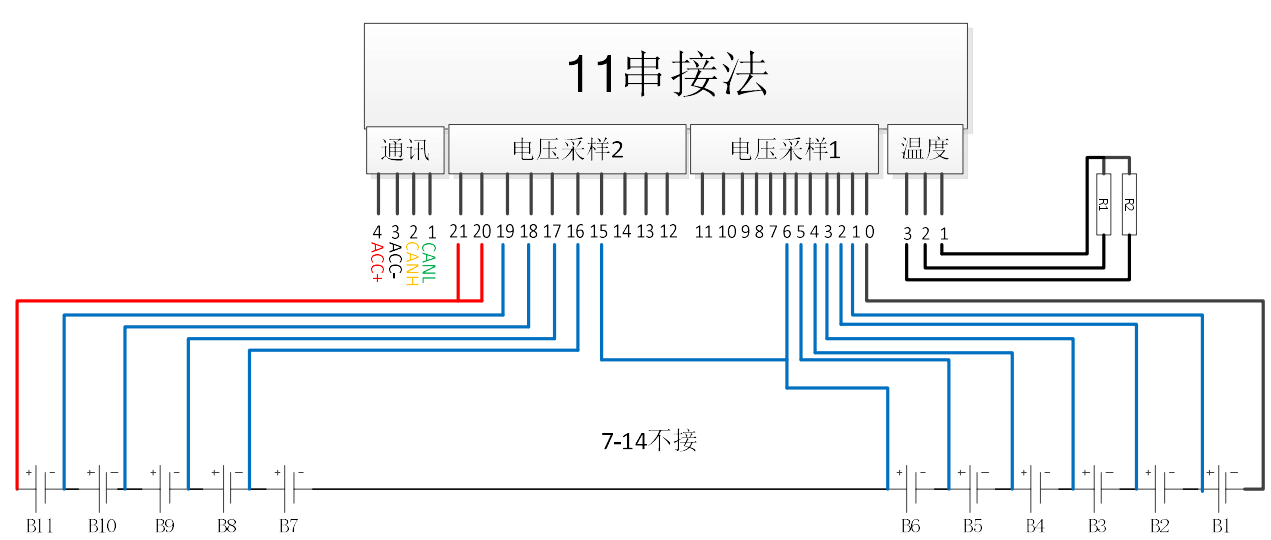 11串接法
通讯 电压采样2 电压采样1 温度
4 3 2 1 21 20 19 18 17 16 15 14 13 12 11 10 9 8 7 6 5 4 3 2 1 0 3 2 1
ACC+ ACC- CANH CANL
R1 R2
7-14不接
+ - + - + - + - + - + - + - + - + - + - + -
B11 B10 B9 B8 B7 B6 B5 B4 B3 B2 B1